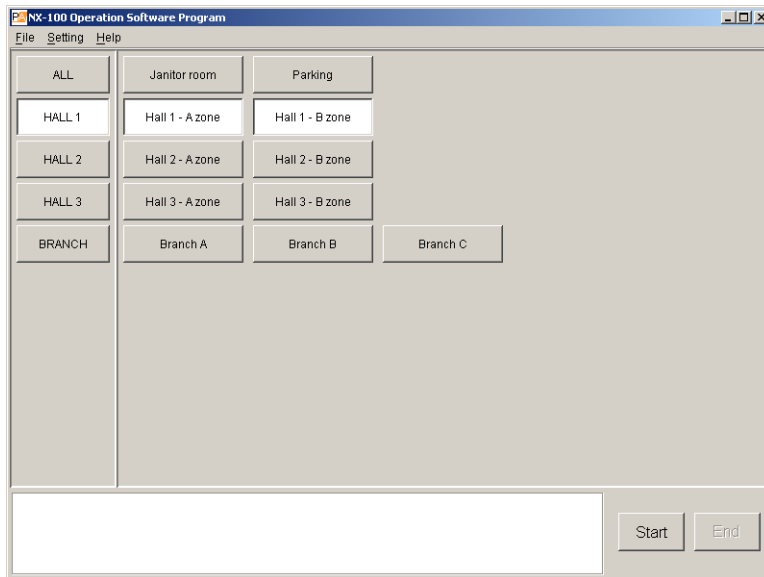 NX-100 Operation Software Program
File Setting Help
ALL Janitor room Parking
HALL 1 Hall 1 - A zone Hall 1 - B zone
HALL 2 Hall 2 - A zone Hall 2 - B zone
HALL 3 Hall 3 - A zone Hall 3 - B zone
BRANCH Branch A Branch B Branch C
Start End